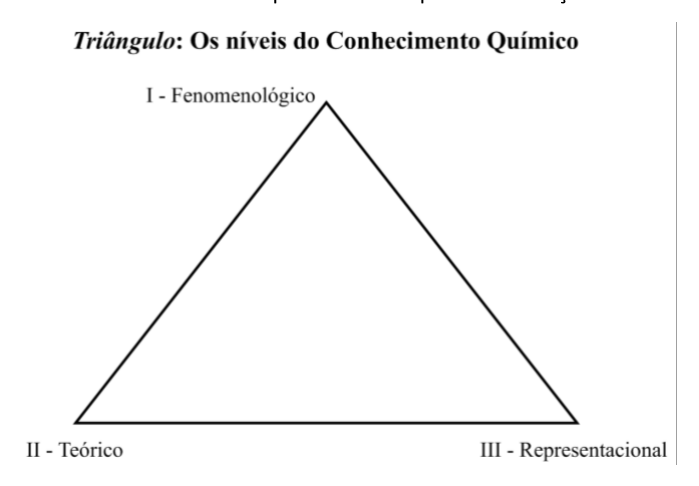 Triângulo: Os níveis do Conhecimento Químico
I - Fenomenológico
II - Teórico
III - Representacional